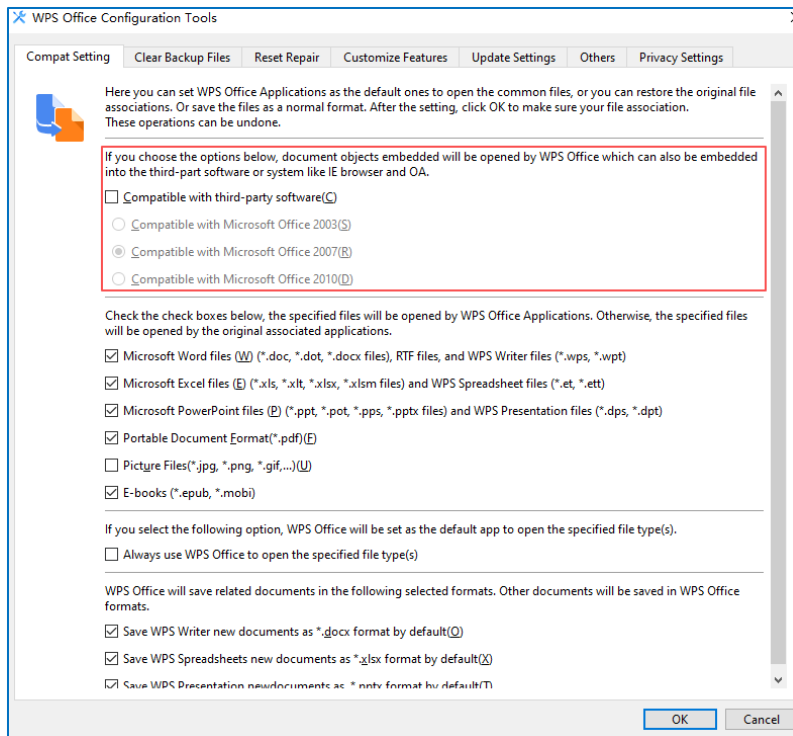 WPS Office Configuration Tools
Compat Setting Clear Backup Files Reset Repair Customize Features Update Settings Others Privacy Settings
Here you can set WPS Office Applications as the default ones to open the common files, or you can restore the original file
associations. Or save the files as a normal format. After the setting, click OK to make sure your file association.
These operations can be undone.
If you choose the options below, document objects embedded will be opened by WPS Office which can also be embedded
into the third-part software or system like IE browser and OA.
Compatible with third-party software(C)
Compatible with Microsoft Office 2003(S)
Compatible with Microsoft Office 2007(R)
Compatible with Microsoft Office 2010(D)
Check the check boxes below, the specified files will be opened by WPS Office Applications. Otherwise, the specified files
will be opened by the original associated applications.
Microsoft Word files (W) (*.doc, *.dot, *.docx files), RTF files, and WPS Writer files (*.wps, *.wpt)
Microsoft Excel files (E) (*.xls, *.xlt, *.xlsx, *.xlsm files) and WPS Spreadsheet files (*.et, *.ett)
Microsoft PowerPoint files (P) (*.ppt, *.pot, *.pps, *.pptx files) and WPS Presentation files (*.dps, *.dpt)
Portable Document Format(*.pdf)(F)
Picture Files(*.jpg, *.png, *.gif,...)(U)
E-books (*.epub, *.mobi)
If you select the following option, WPS Office will be set as the default app to open the specified file type(s).
Always use WPS Office to open the specified file type(s)
WPS Office will save related documents in the following selected formats. Other documents will be saved in WPS Office
formats.
Save WPS Writer new documents as *.docx format by default(O)
Save WPS Spreadsheets new documents as *.xlsx format by default(X)
Save WPS Presentation newdocuments as *.pptx format by default(T)
OK Cancel